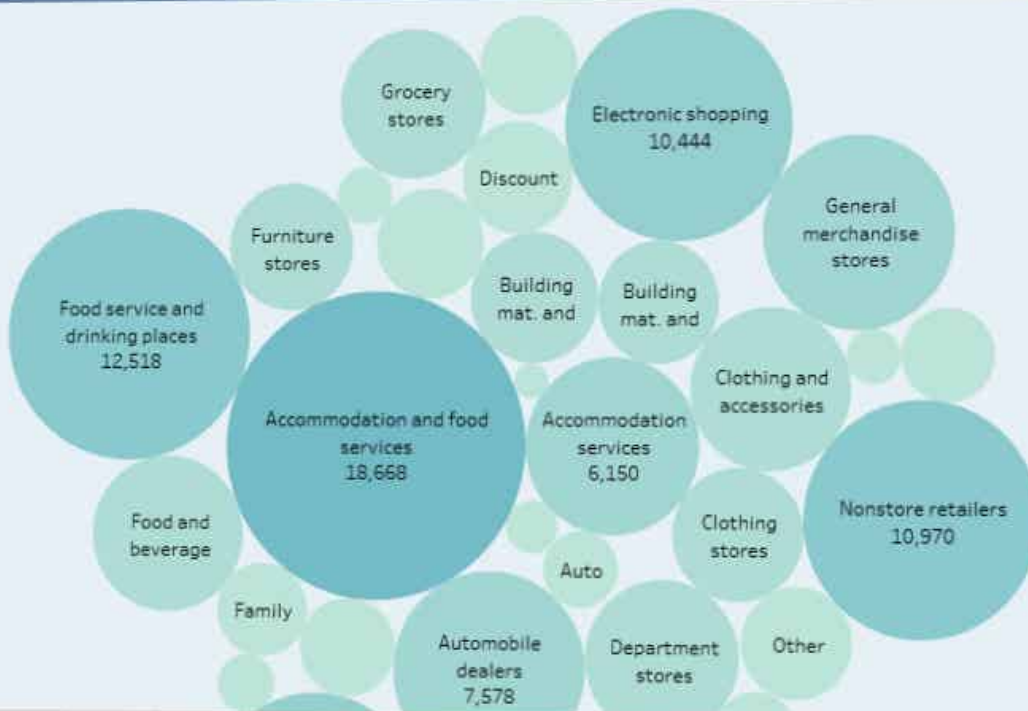 Grocery
stores
Electronic shopping
10,444
Discount
General
merchandise
stores
Furniture
stores
Building
mat. and
Building
mat. and
Food service and
drinking places
12,518
Clothing and
accessories
Accommodation and food
services
18,668
Accommodation
services
6,150
Food and
beverage
Clothing
stores
Nonstore retailers
10,970
Auto
Family
Automobile
dealers
7,578
Department
stores
Other